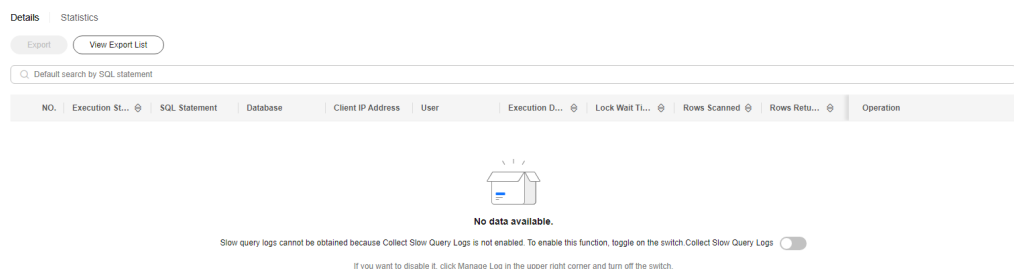 Details Statistics
Export View Export List
Default search by SQL statement
NO. Execution St... SQL Statement Database Client IP Address User Execution D... Lock Wait Ti... Rows Scanned Rows Retu... Operation
No data available.
Slow query logs cannot be obtained because Collect Slow Query Logs is not enabled. To enable this function, toggle on the switch.Collect Slow Query Logs
If you want to disable it, click Manage Log in the upper right corner and turn off the switch.